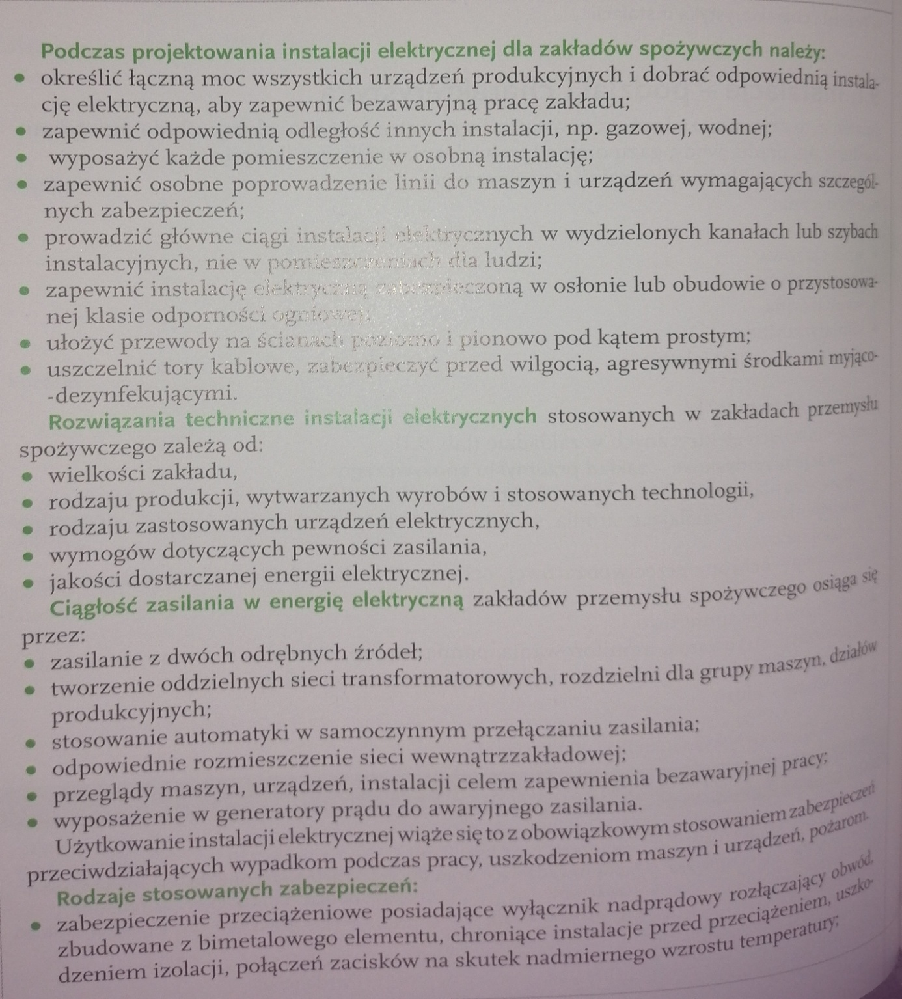 Podczas projektowania instalacji elektrycznej dla zakładów spożywczych należy:
• określić łączną moc wszystkich urządzeń produkcyjnych i dobrać odpowiednią instala-
cję elektryczną, aby zapewnić bezawaryjną pracę zakładu;
• zapewnić odpowiednią odległość innych instalacji, np. gazowej, wodnej;
• wyposażyć każde pomieszczenie w osobną instalację;
• zapewnić osobne poprowadzenie linii do maszyn i urządzeń wymagających szczegól-
nych zabezpieczeń;
• prowadzić główne ciągi instalacji elektrycznych w wydzielonych kanałach lub szybach
instalacyjnych, nie w pomieszczeniach dla ludzi;
• zapewnić instalację elektryczną zabezpieczoną w osłonie lub obudowie o przystosowa-
nej klasie odporności ogniowej;
• ułożyć przewody na ścianach poziomo i pionowo pod kątem prostym;
• uszczelnić tory kablowe, zabezpieczyć przed wilgocią, agresywnymi środkami myjąco-
-dezynfekującymi.
Rozwiązania techniczne instalacji elektrycznych stosowanych w zakładach przemysłu
spożywczego zależą od:
• wielkości zakładu,
• rodzaju produkcji, wytwarzanych wyrobów i stosowanych technologii,
• rodzaju zastosowanych urządzeń elektrycznych,
• wymogów dotyczących pewności zasilania,
• jakości dostarczanej energii elektrycznej.
Ciągłość zasilania w energię elektryczną zakładów przemysłu spożywczego osiąga się
przez:
• zasilanie z dwóch odrębnych źródeł;
• tworzenie oddzielnych sieci transformatorowych, rozdzielni dla grupy maszyn, działów
produkcyjnych;
• stosowanie automatyki w samoczynnym przełączaniu zasilania;
• odpowiednie rozmieszczenie sieci wewnątrzzakładowej;
• przeglądy maszyn, urządzeń, instalacji celem zapewnienia bezawaryjnej pracy;
• wyposażenie w generatory prądu do awaryjnego zasilania.
Użytkowanie instalacji elektrycznej wiąże się to z obowiązkowym stosowaniem zabezpieczeń
przeciwdziałających wypadkom podczas pracy, uszkodzeniom maszyn i urządzeń, pożarom.
Rodzaje stosowanych zabezpieczeń:
• zabezpieczenie przeciążeniowe posiadające wyłącznik nadprądowy rozłączający obwód,
zbudowane z bimetalowego elementu, chroniące instalacje przed przeciążeniem, uszko-
dzeniem izolacji, połączeń zacisków na skutek nadmiernego wzrostu temperatury;